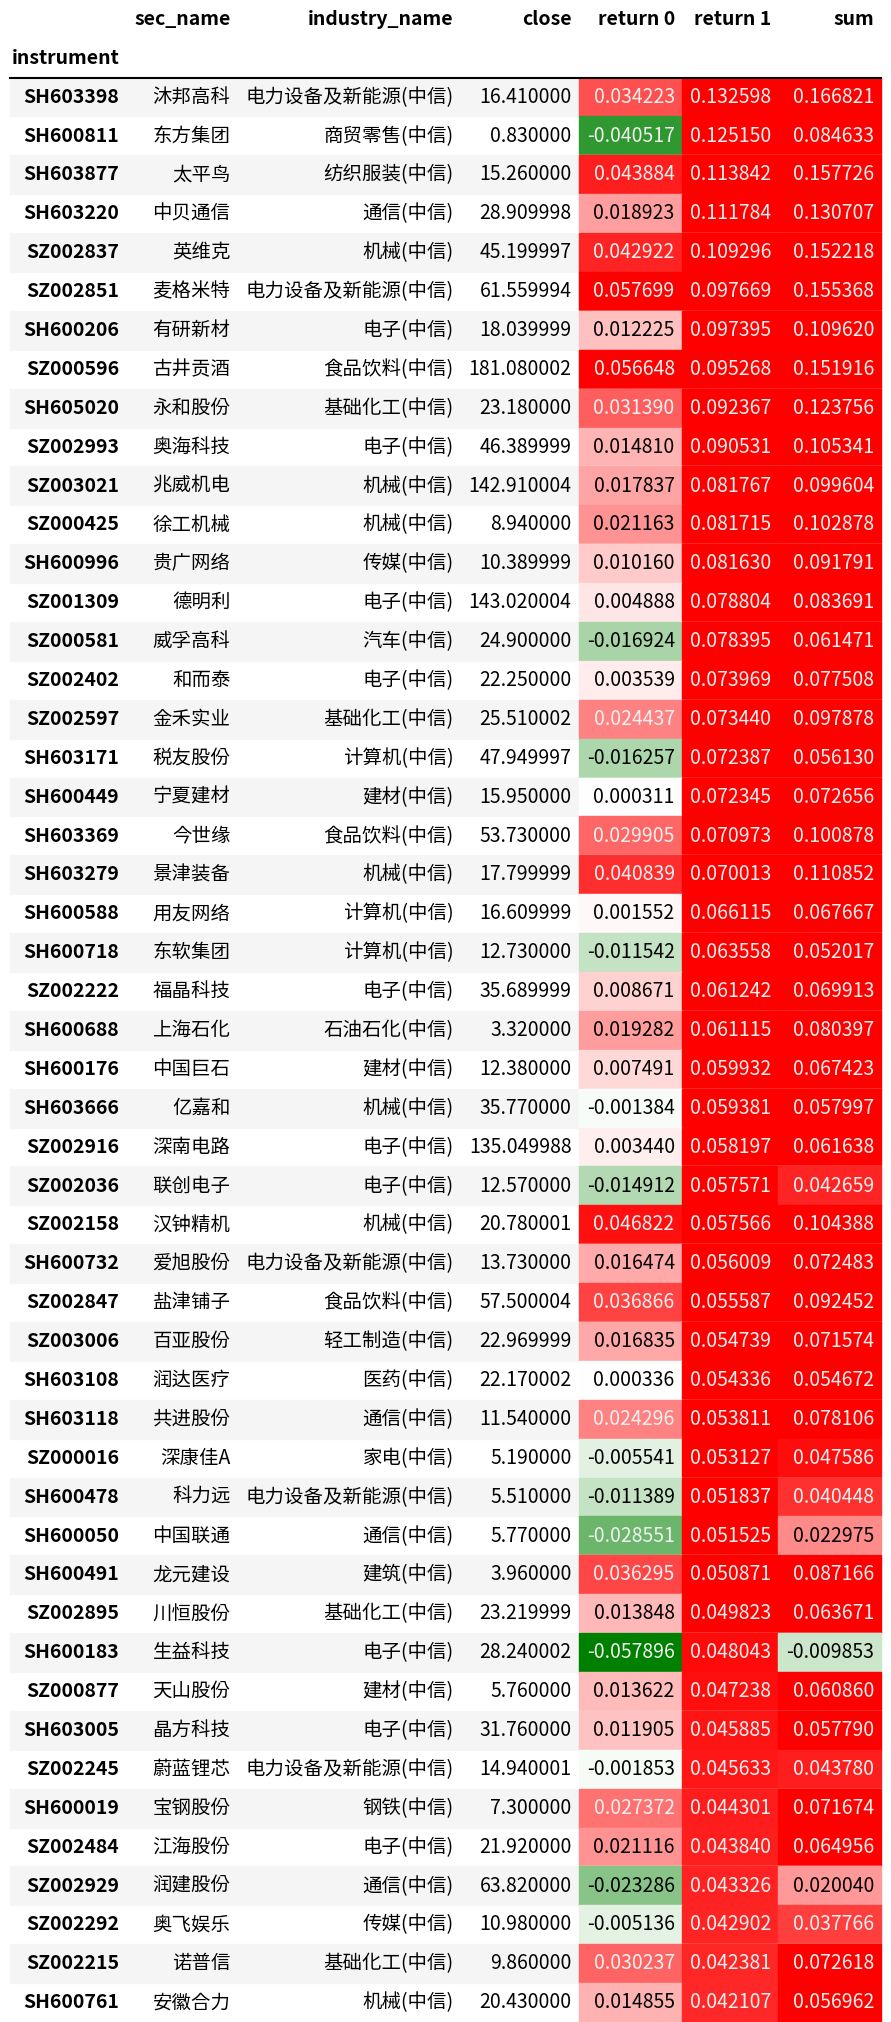 sec_name industry_name close return 0 return 1 sum
instrument
SH603398 沐邦高科 电力设备及新能源(中信) 16.410000 0.034223 0.132598 0.166821
SH600811 东方集团 商贸零售(中信) 0.830000 -0.040517 0.125150 0.084633
SH603877 太平鸟 纺织服装(中信) 15.260000 0.043884 0.113842 0.157726
SH603220 中贝通信 通信(中信) 28.909998 0.018923 0.111784 0.130707
SZ002837 英维克 机械(中信) 45.199997 0.042922 0.109296 0.152218
SZ002851 麦格米特 电力设备及新能源(中信) 61.559994 0.057699 0.097669 0.155368
SH600206 有研新材 电子(中信) 18.039999 0.012225 0.097395 0.109620
SZ000596 古井贡酒 食品饮料(中信) 181.080002 0.056648 0.095268 0.151916
SH605020 永和股份 基础化工(中信) 23.180000 0.031390 0.092367 0.123756
SZ002993 奥海科技 电子(中信) 46.389999 0.014810 0.090531 0.105341
SZ003021 兆威机电 机械(中信) 142.910004 0.017837 0.081767 0.099604
SZ000425 徐工机械 机械(中信) 8.940000 0.021163 0.081715 0.102878
SH600996 贵广网络 传媒(中信) 10.389999 0.010160 0.081630 0.091791
SZ001309 德明利 电子(中信) 143.020004 0.004888 0.078804 0.083691
SZ000581 威孚高科 汽车(中信) 24.900000 -0.016924 0.078395 0.061471
SZ002402 和而泰 电子(中信) 22.250000 0.003539 0.073969 0.077508
SZ002597 金禾实业 基础化工(中信) 25.510002 0.024437 0.073440 0.097878
SH603171 税友股份 计算机(中信) 47.949997 -0.016257 0.072387 0.056130
SH600449 宁夏建材 建材(中信) 15.950000 0.000311 0.072345 0.072656
SH603369 今世缘 食品饮料(中信) 53.730000 0.029905 0.070973 0.100878
SH603279 景津装备 机械(中信) 17.799999 0.040839 0.070013 0.110852
SH600588 用友网络 计算机(中信) 16.609999 0.001552 0.066115 0.067667
SH600718 东软集团 计算机(中信) 12.730000 -0.011542 0.063558 0.052017
SZ002222 福晶科技 电子(中信) 35.689999 0.008671 0.061242 0.069913
SH600688 上海石化 石油石化(中信) 3.320000 0.019282 0.061115 0.080397
SH600176 中国巨石 建材(中信) 12.380000 0.007491 0.059932 0.067423
SH603666 亿嘉和 机械(中信) 35.770000 -0.001384 0.059381 0.057997
SZ002916 深南电路 电子(中信) 135.049988 0.003440 0.058197 0.061638
SZ002036 联创电子 电子(中信) 12.570000 -0.014912 0.057571 0.042659
SZ002158 汉钟精机 机械(中信) 20.780001 0.046822 0.057566 0.104388
SH600732 爱旭股份 电力设备及新能源(中信) 13.730000 0.016474 0.056009 0.072483
SZ002847 盐津铺子 食品饮料(中信) 57.500004 0.036866 0.055587 0.092452
SZ003006 百亚股份 轻工制造(中信) 22.969999 0.016835 0.054739 0.071574
SH603108 润达医疗 医药(中信) 22.170002 0.000336 0.054336 0.054672
SH603118 共进股份 通信(中信) 11.540000 0.024296 0.053811 0.078106
SZ000016 深康佳A 家电(中信) 5.190000 -0.005541 0.053127 0.047586
SH600478 科力远 电力设备及新能源(中信) 5.510000 -0.011389 0.051837 0.040448
SH600050 中国联通 通信(中信) 5.770000 -0.028551 0.051525 0.022975
SH600491 龙元建设 建筑(中信) 3.960000 0.036295 0.050871 0.087166
SZ002895 川恒股份 基础化工(中信) 23.219999 0.013848 0.049823 0.063671
SH600183 生益科技 电子(中信) 28.240002 -0.057896 0.048043 -0.009853
SZ000877 天山股份 建材(中信) 5.760000 0.013622 0.047238 0.060860
SH603005 晶方科技 电子(中信) 31.760000 0.011905 0.045885 0.057790
SZ002245 蔚蓝锂芯 电力设备及新能源(中信) 14.940001 -0.001853 0.045633 0.043780
SH600019 宝钢股份 钢铁(中信) 7.300000 0.027372 0.044301 0.071674
SZ002484 江海股份 电子(中信) 21.920000 0.021116 0.043840 0.064956
SZ002929 润建股份 通信(中信) 63.820000 -0.023286 0.043326 0.020040
SZ002292 奥飞娱乐 传媒(中信) 10.980000 -0.005136 0.042902 0.037766
SZ002215 诺普信 基础化工(中信) 9.860000 0.030237 0.042381 0.072618
SH600761 安徽合力 机械(中信) 20.430000 0.014855 0.042107 0.056962